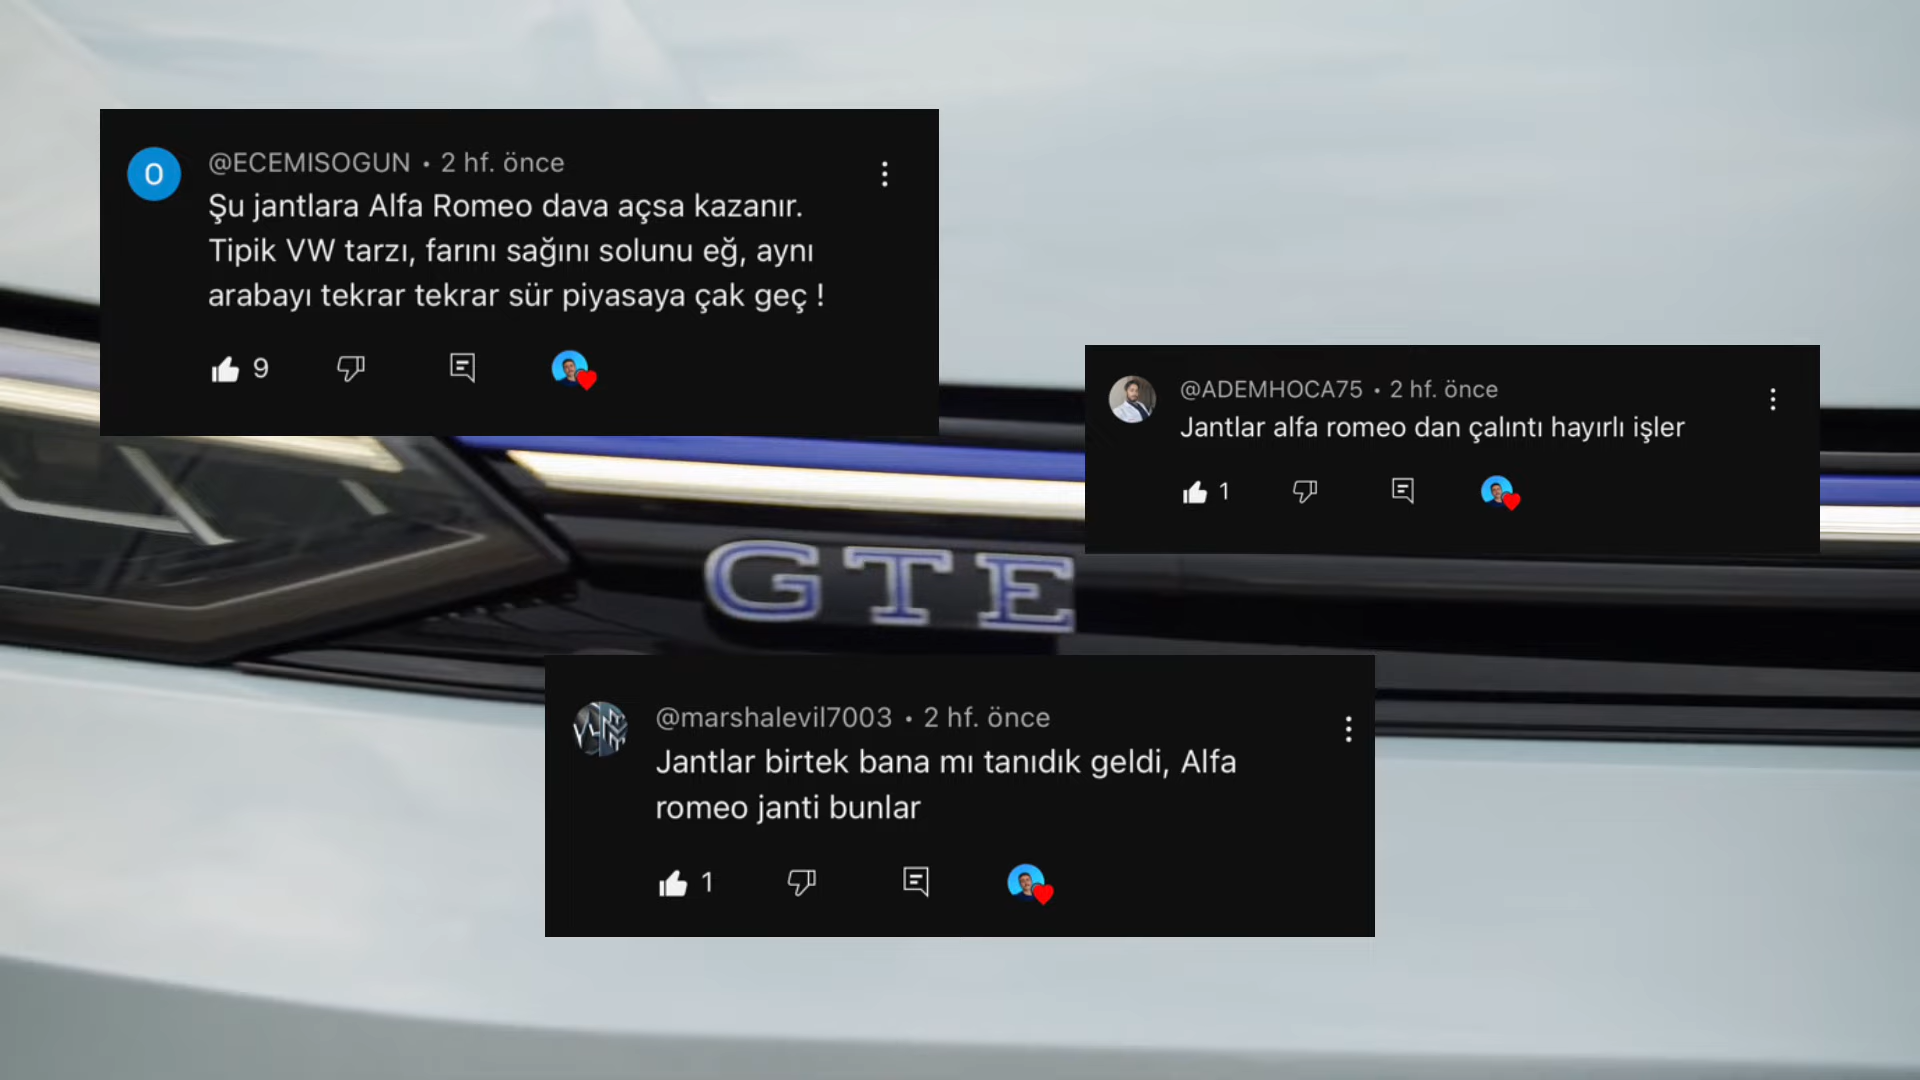 O
@ECEMISOGUN • 2 hf. önce
Şu jantlara Alfa Romeo dava açsa kazanır.
Tipik VW tarzı, farını sağını solunu eğ, aynı
arabayı tekrar tekrar sür piyasaya çak geç !
9
@ADEMHOCA75 • 2 hf. önce
Jantlar alfa romeo dan çalıntı hayırlı işler
1
GTE
@marshalevil7003 • 2 hf. önce
Jantlar birtek bana mı tanıdık geldi, Alfa
romeo janti bunlar
1